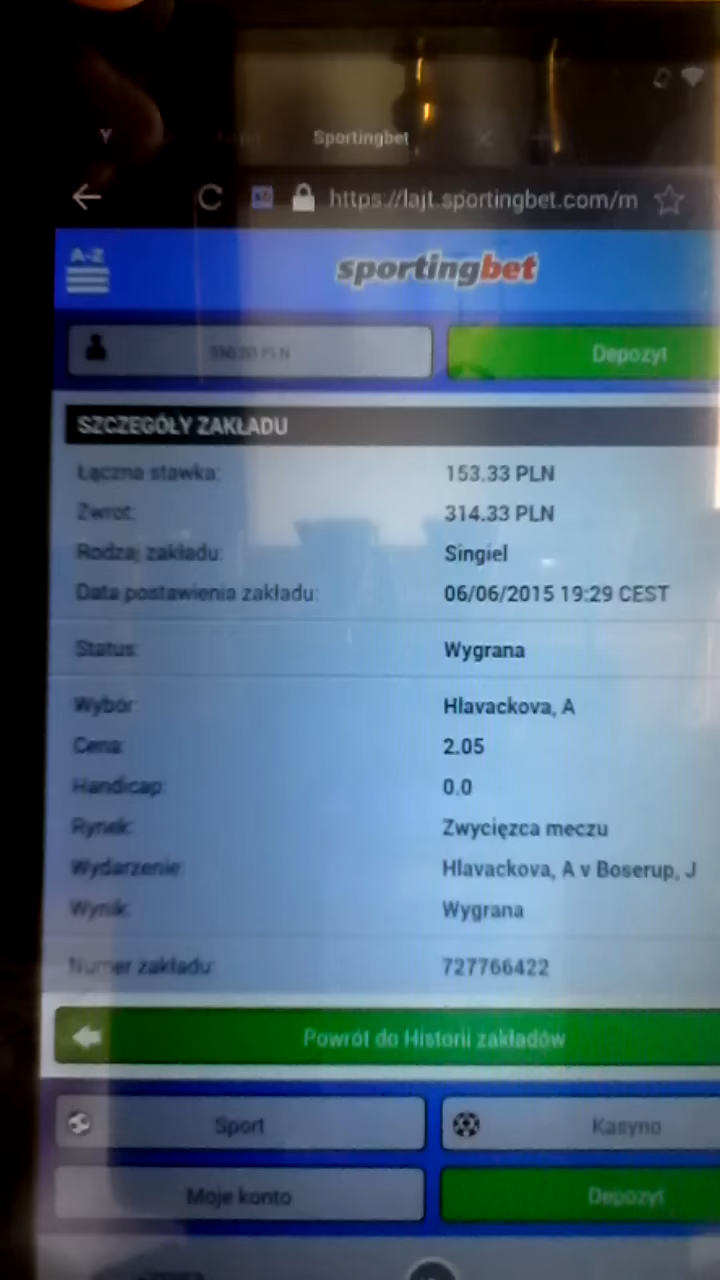 Y
Sportingbet
https://lajt.sportingbet.com/m
A-Z
sportingbet
PLN
Depozyt
SZCZEGÓŁY ZAKŁADU
Łączna stawka: 153.33 PLN
Zwrot: 314.33 PLN
Rodzaj zakładu: Singiel
Data postawienia zakładu: 06/06/2015 19:29 CEST
Status: Wygrana
Wybór: Hlavackova, A
Cena: 2.05
Handicap: 0.0
Rynek: Zwycięzca meczu
Wydarzenie: Hlavackova, A v Boserup, J
Wynik: Wygrana
Numer zakładu: 727766422
Powrót do Historii zakładów
Sport
Kasyno
Moje konto
Depozyt